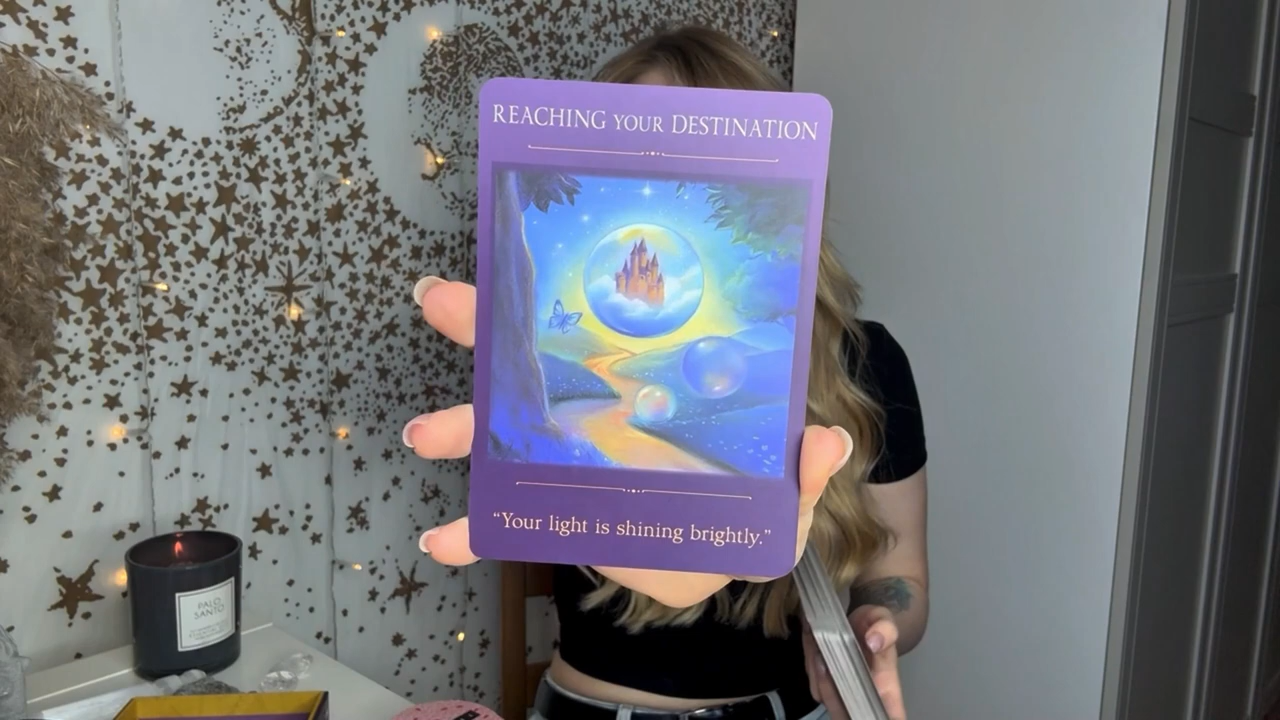 REACHING YOUR DESTINATION
“Your light is shining brightly.”
PALO
SANTO